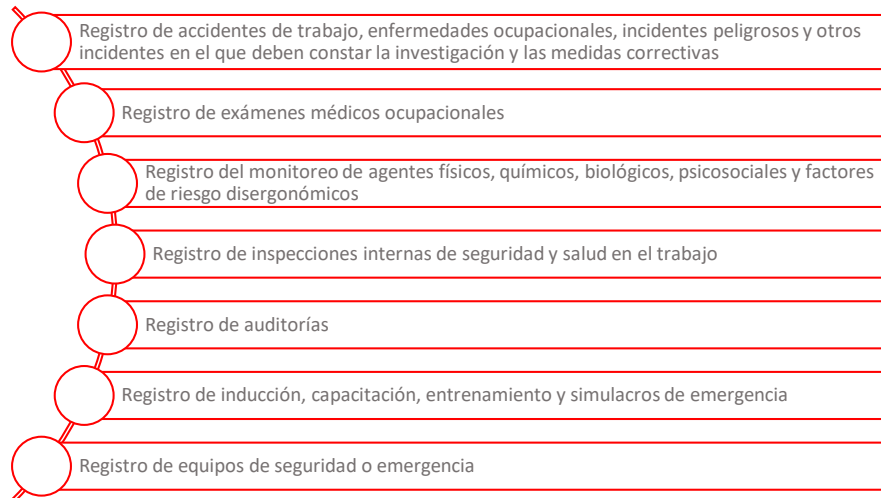 Registro de accidentes de trabajo, enfermedades ocupacionales, incidentes peligrosos y otros
incidentes en el que deben constar la investigación y las medidas correctivas
Registro de exámenes médicos ocupacionales
Registro del monitoreo de agentes físicos, químicos, biológicos, psicosociales y factores
de riesgo disergonómicos
Registro de inspecciones internas de seguridad y salud en el trabajo
Registro de auditorías
Registro de inducción, capacitación, entrenamiento y simulacros de emergencia
Registro de equipos de seguridad o emergencia